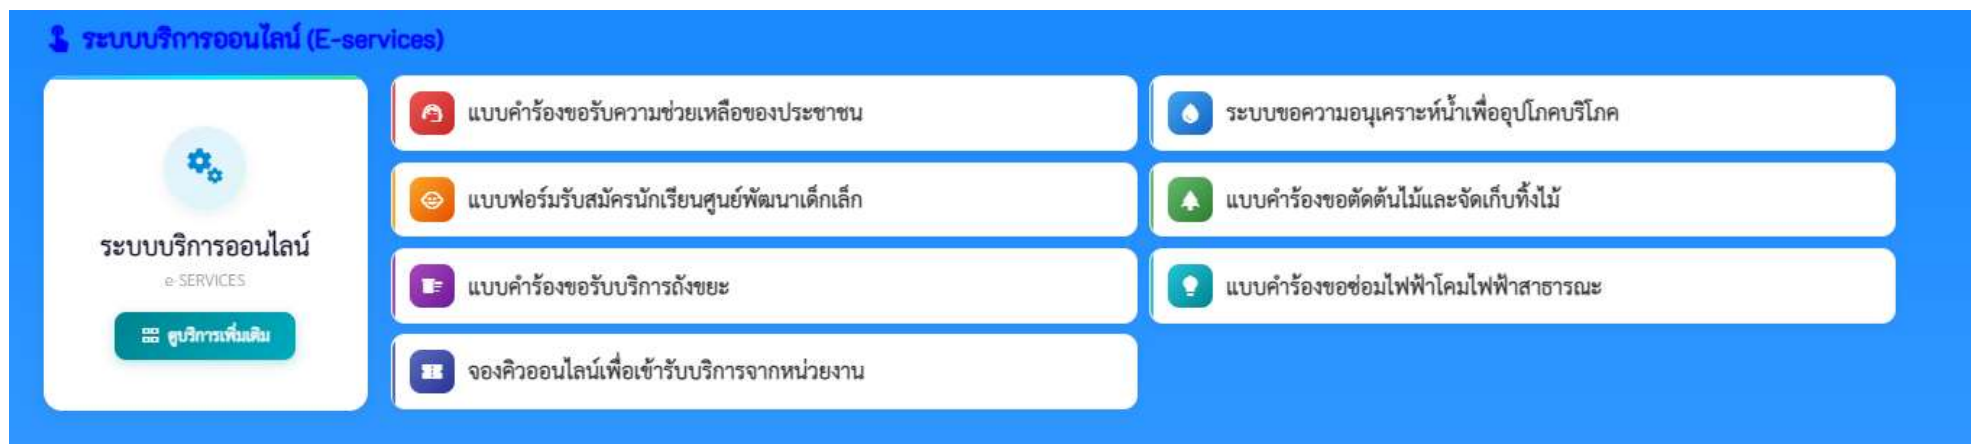 ระบบบริการออนไลน์ (E-services)
ระบบบริการออนไลน์
e-SERVICES
ดูบริการเพิ่มเติม
แบบคำร้องขอรับความช่วยเหลือของประชาชน
ระบบขอความอนุเคราะห์น้ำเพื่ออุปโภคบริโภค
แบบฟอร์มรับสมัครนักเรียนศูนย์พัฒนาเด็กเล็ก
แบบคำร้องขอตัดต้นไม้และจัดเก็บทิ้งไม้
แบบคำร้องขอรับบริการถังขยะ
แบบคำร้องขอซ่อมไฟฟ้าโคมไฟฟ้าสาธารณะ
จองคิวออนไลน์เพื่อเข้ารับบริการจากหน่วยงาน